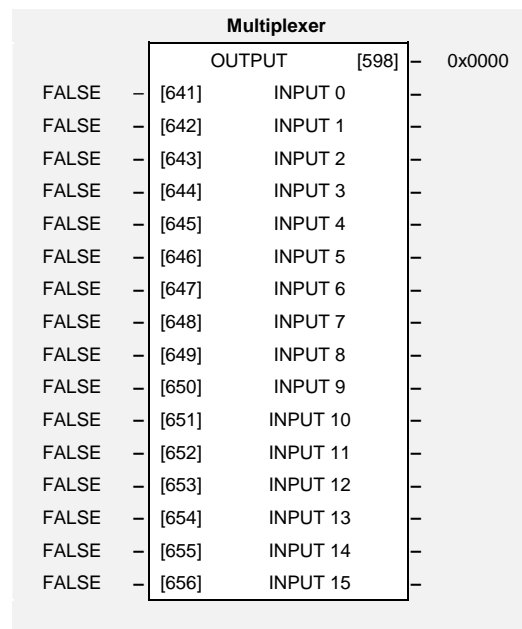 Multiplexer
OUTPUT [598] – 0x0000
FALSE – [641] INPUT 0 –
FALSE – [642] INPUT 1 –
FALSE – [643] INPUT 2 –
FALSE – [644] INPUT 3 –
FALSE – [645] INPUT 4 –
FALSE – [646] INPUT 5 –
FALSE – [647] INPUT 6 –
FALSE – [648] INPUT 7 –
FALSE – [649] INPUT 8 –
FALSE – [650] INPUT 9 –
FALSE – [651] INPUT 10 –
FALSE – [652] INPUT 11 –
FALSE – [653] INPUT 12 –
FALSE – [654] INPUT 13 –
FALSE – [655] INPUT 14 –
FALSE – [656] INPUT 15 –